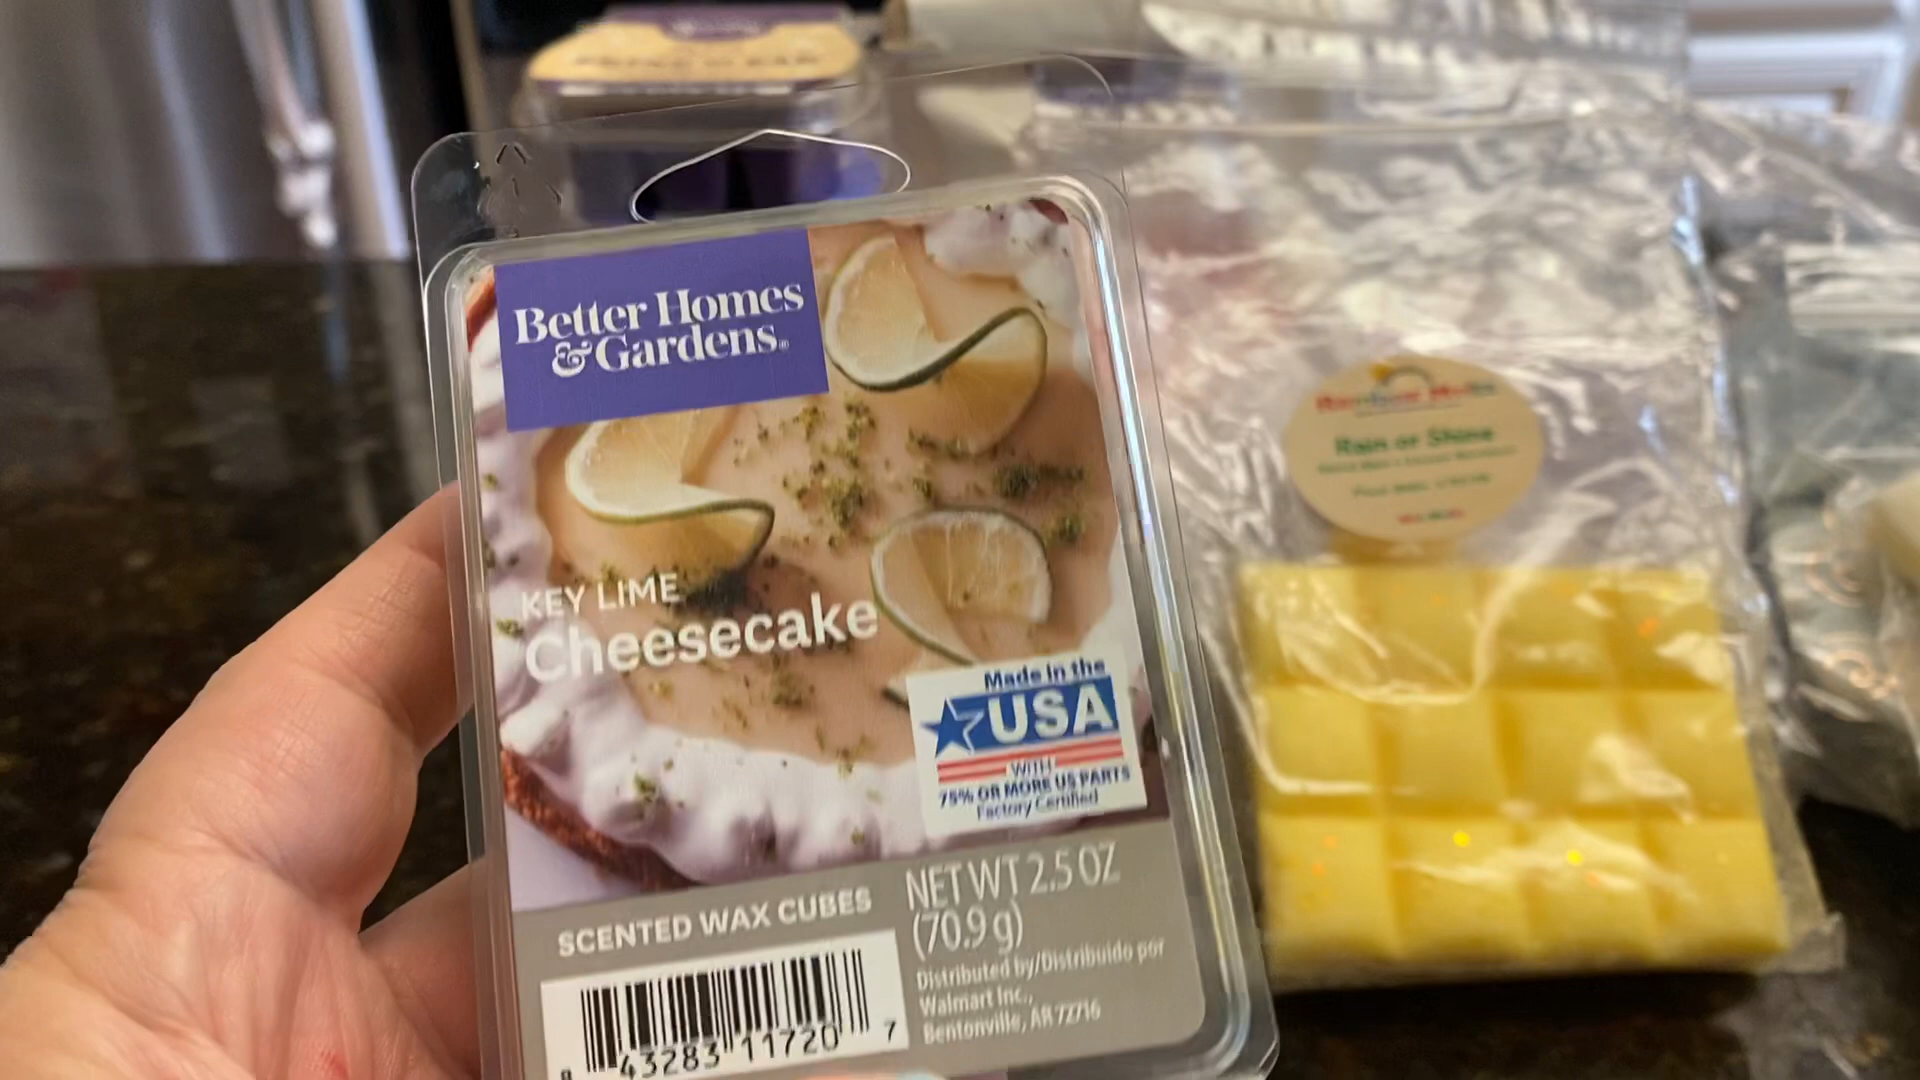 Better Homes
& Gardens®
KEY LIME
Cheesecake
Made in the
USA
WITH
75% OR MORE US PARTS
Factory Certified
SCENTED WAX CUBES
NET WT 2.5 OZ
(70.9 g)
Distributed by/Distribuido por
Walmart Inc.,
Bentonville, AR 72716
8 43283 11720 7
Rain or Shine